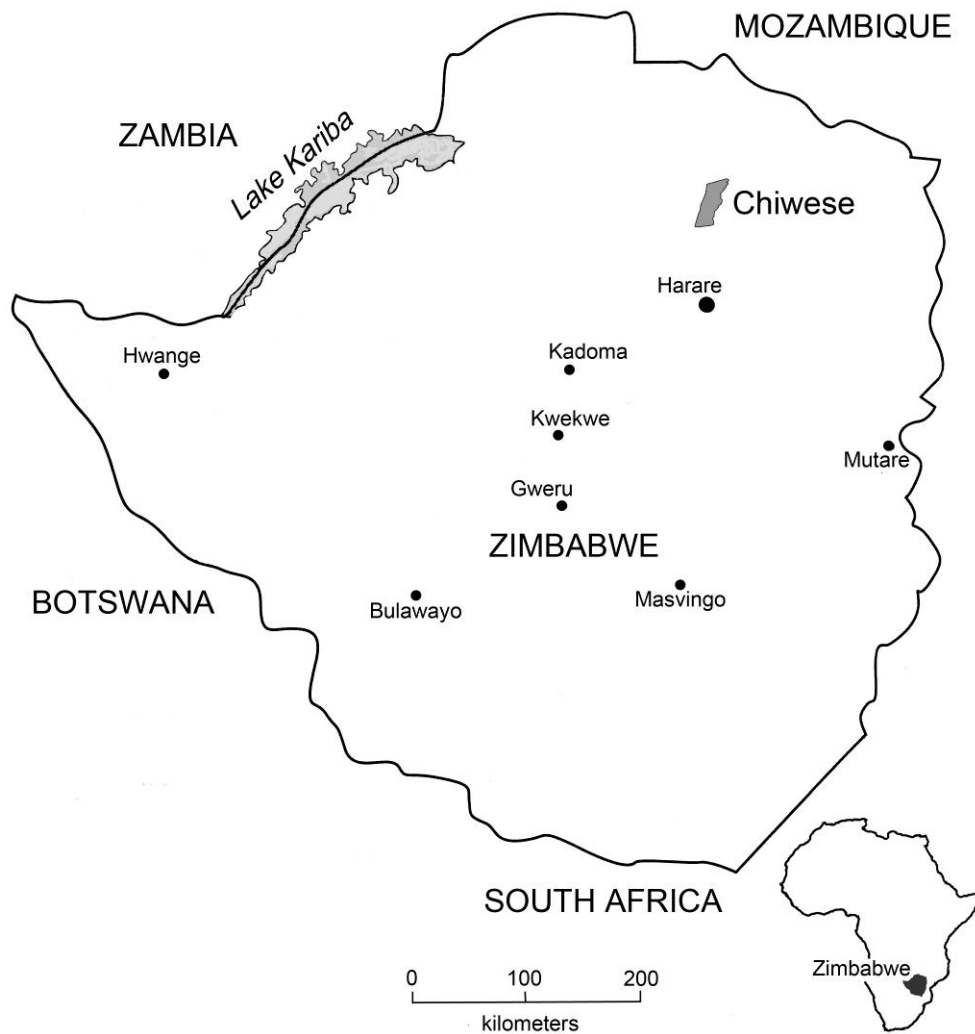 MOZAMBIQUE
ZAMBIA
Lake Kariba
Chiwese
Harare
Hwange
Kadoma
Kwekwe
Mutare
Gweru
ZIMBABWE
BOTSWANA
Bulawayo
Masvingo
SOUTH AFRICA
Zimbabwe
0 100 200
kilometers